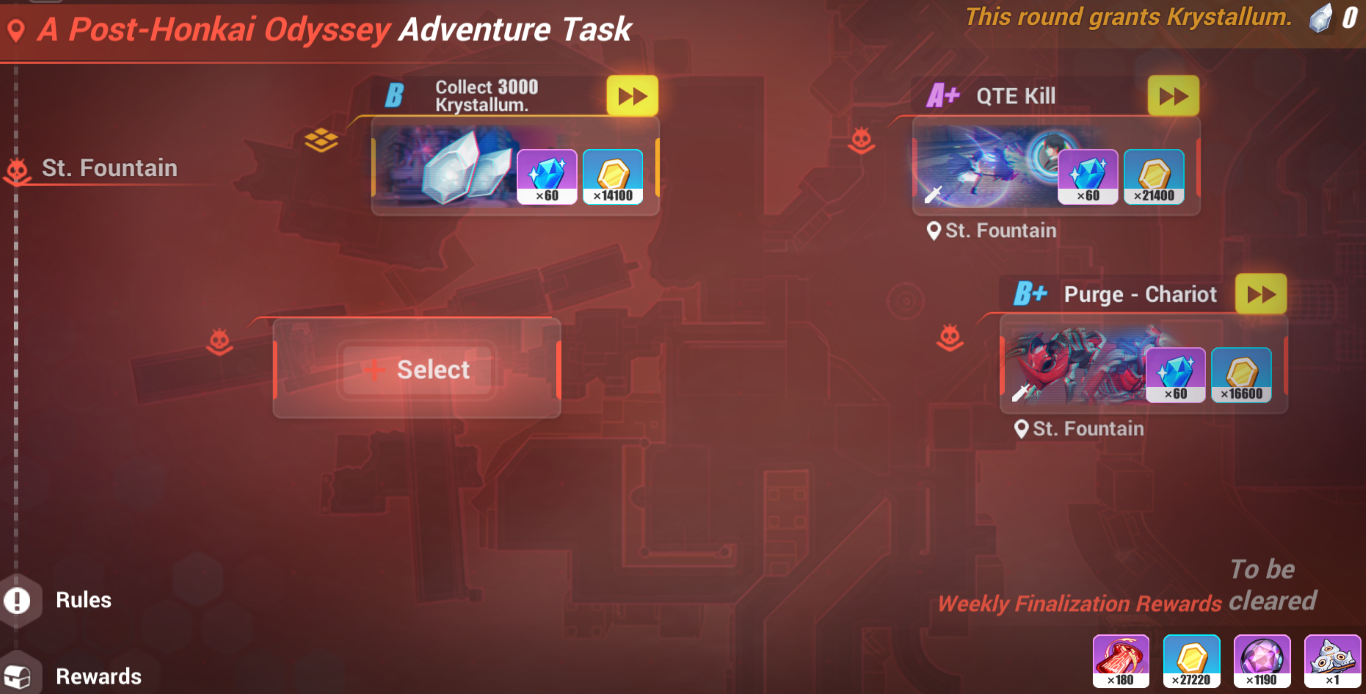 A Post-Honkai Odyssey Adventure Task
This round grants Krystallum. 0
St. Fountain
B Collect 3000
Krystallum.
×60 ×14100
A+ QTE Kill
×60 ×21400
St. Fountain
+ Select
B+ Purge - Chariot
×60 ×16600
St. Fountain
Rules
Rewards
Weekly Finalization Rewards
To be
cleared
×180 ×27220 ×1190 ×1